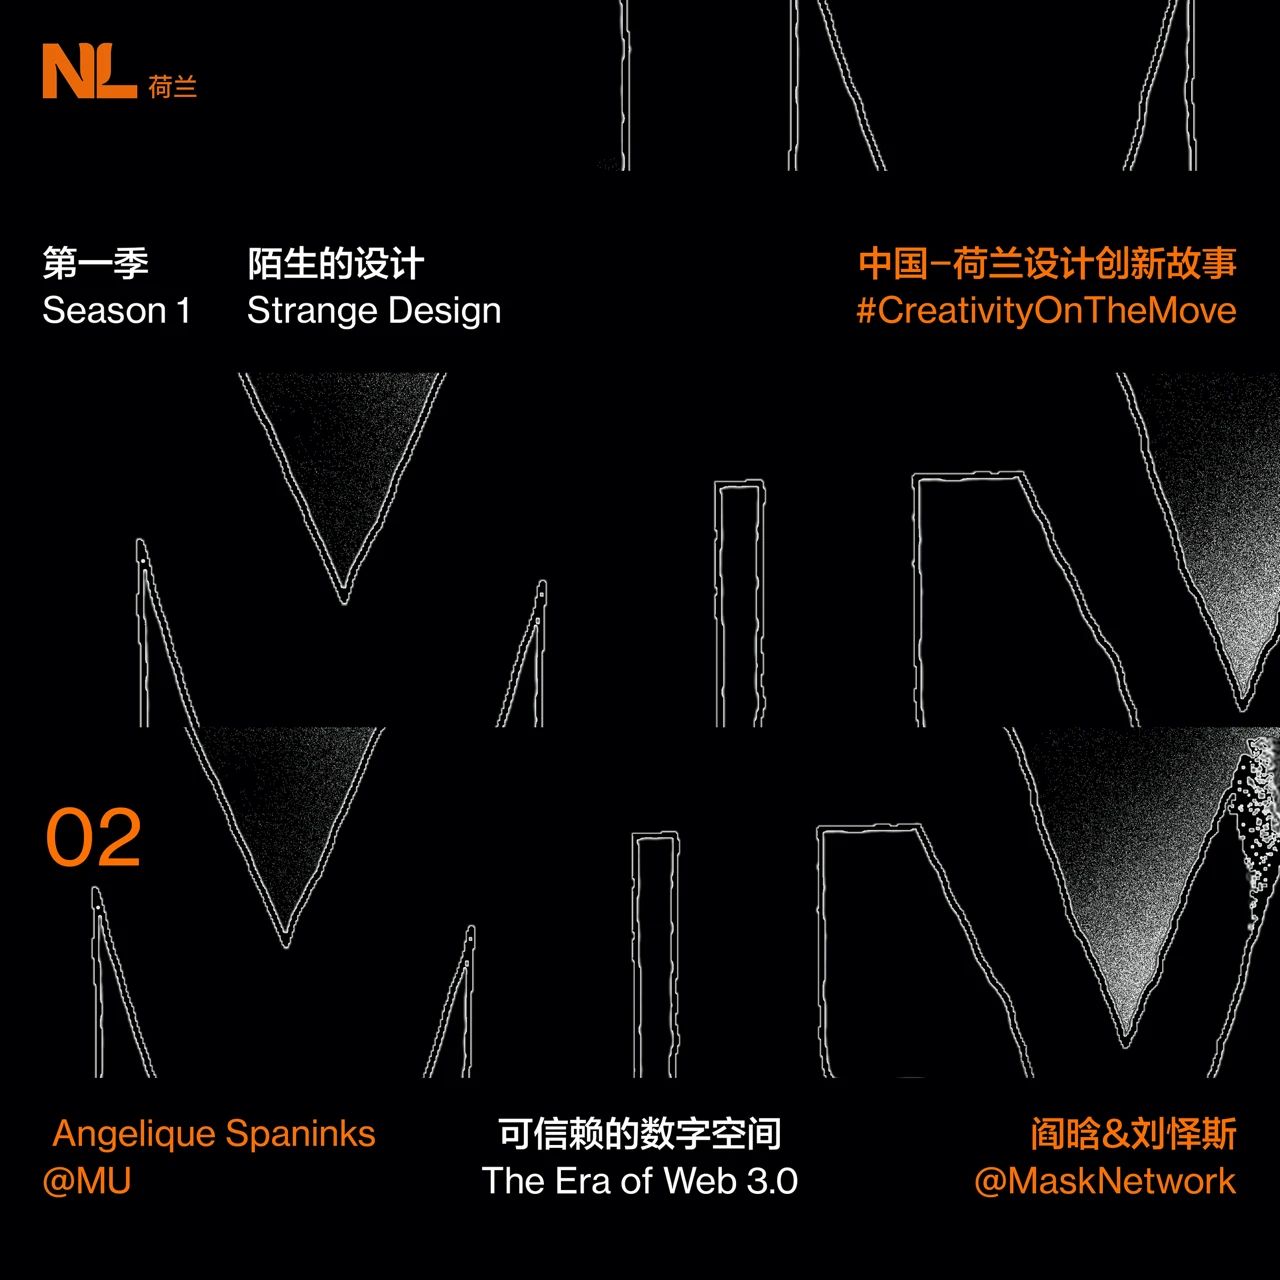 NL 荷兰
第一季
Season 1
陌生的设计
Strange Design
中国–荷兰设计创新故事
#CreativityOnTheMove
02
Angelique Spaninks
@MU
可信赖的数字空间
The Era of Web 3.0
阎晗&刘怿斯
@MaskNetwork